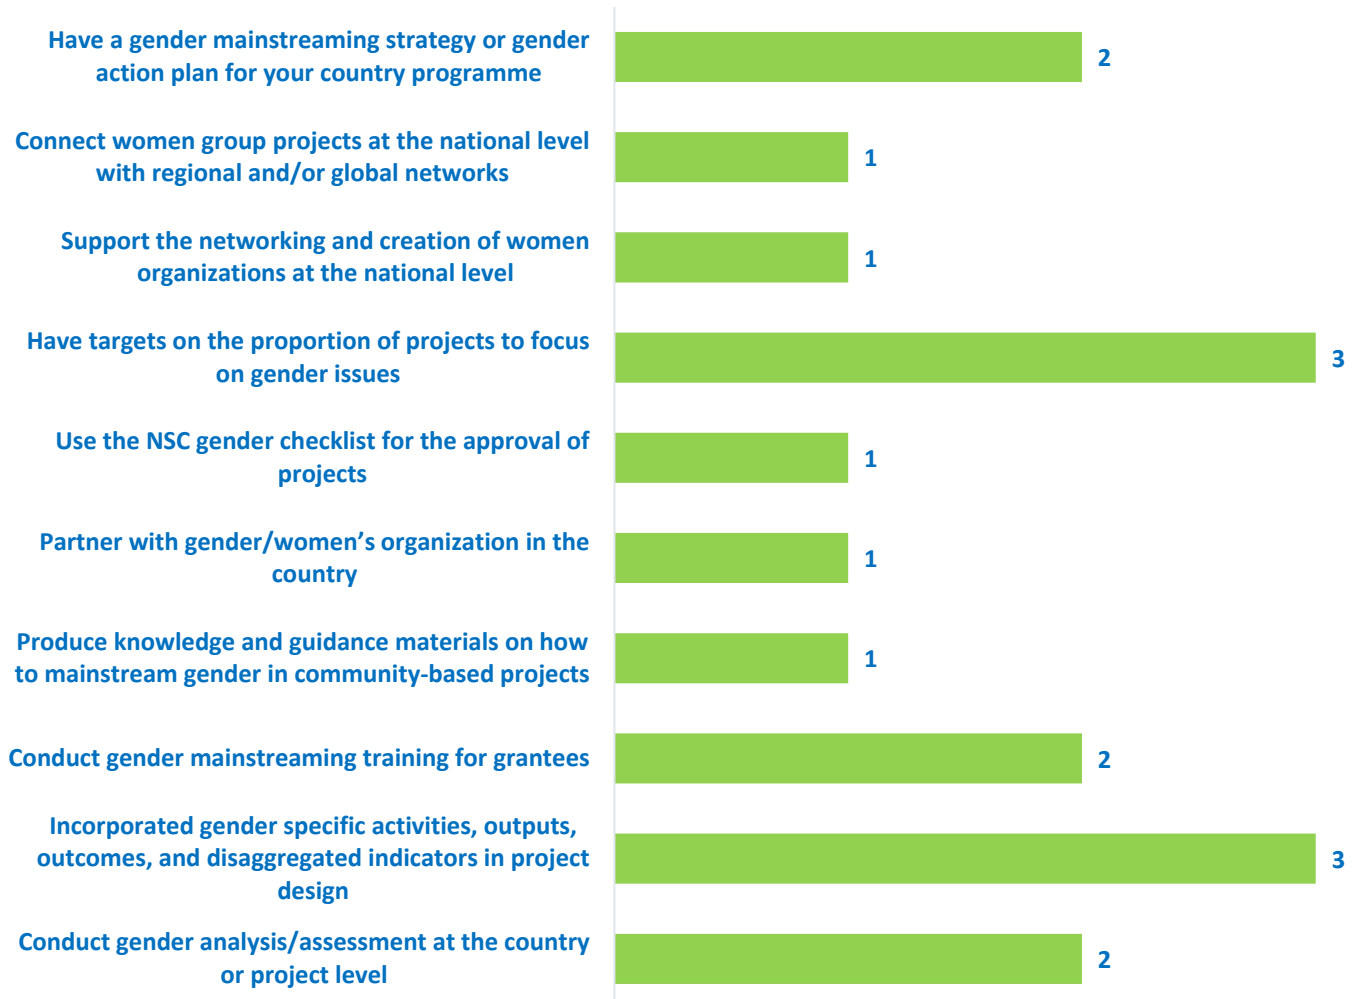 Have a gender mainstreaming strategy or gender
action plan for your country programme
2
Connect women group projects at the national level
with regional and/or global networks
1
Support the networking and creation of women
organizations at the national level
1
Have targets on the proportion of projects to focus
on gender issues
3
Use the NSC gender checklist for the approval of
projects
1
Partner with gender/women’s organization in the
country
1
Produce knowledge and guidance materials on how
to mainstream gender in community-based projects
1
Conduct gender mainstreaming training for grantees
2
Incorporated gender specific activities, outputs,
outcomes, and disaggregated indicators in project
design
3
Conduct gender analysis/assessment at the country
or project level
2